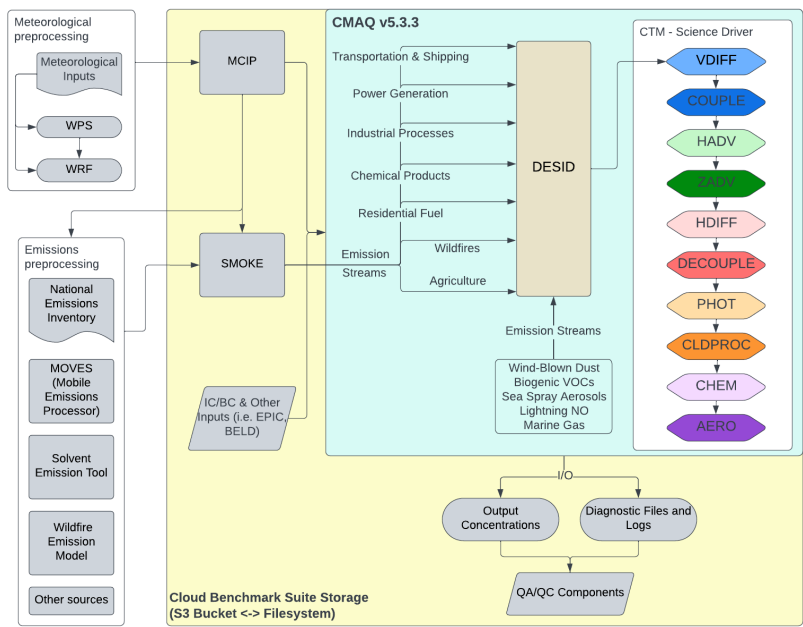 Meteorological
preprocessing
Meteorological
Inputs
WPS
WRF
Emissions
preprocessing
National
Emissions
Inventory
MOVES
(Mobile
Emissions
Processor)
Solvent
Emission Tool
Wildfire
Emission
Model
Other sources
MCIP
SMOKE
IC/BC & Other
Inputs (i.e. EPIC,
BELD)
Cloud Benchmark Suite Storage
(S3 Bucket <-> Filesystem)
CMAQ v5.3.3
Transportation & Shipping
Power Generation
Industrial Processes
Chemical Products
Residential Fuel
Emission
Streams
Wildfires
Agriculture
DESID
Emission Streams
Wind-Blown Dust
Biogenic VOCs
Sea Spray Aerosols
Lightning NO
Marine Gas
CTM - Science Driver
VDIFF
COUPLE
HADV
ZADV
HDIFF
DECOUPLE
PHOT
CLDPROC
CHEM
AERO
I/O
Output
Concentrations
Diagnostic Files and
Logs
QA/QC Components